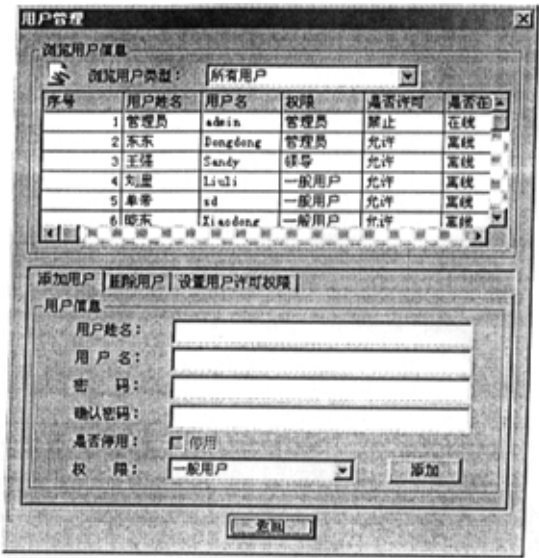 用户管理
浏览用户信息
浏览用户类型： 所有用户
序号 用户姓名 用户名 权限 是否许可 是否在
1 管理员 admin 管理员 禁止 在线
2 东东 Dongdong 管理员 允许 离线
3 王强 Sandy 领导 允许 离线
4 刘里 Liuli 一般用户 允许 离线
5 单帝 sd 一般用户 允许 离线
6 晓东 Xiaodong 一般用户 允许 离线
添加用户 删除用户 设置用户许可权限
用户信息
用户姓名：
用 户 名：
密 码：
确认密码：
是否停用： 停用
权 限： 一般用户 添加
返回